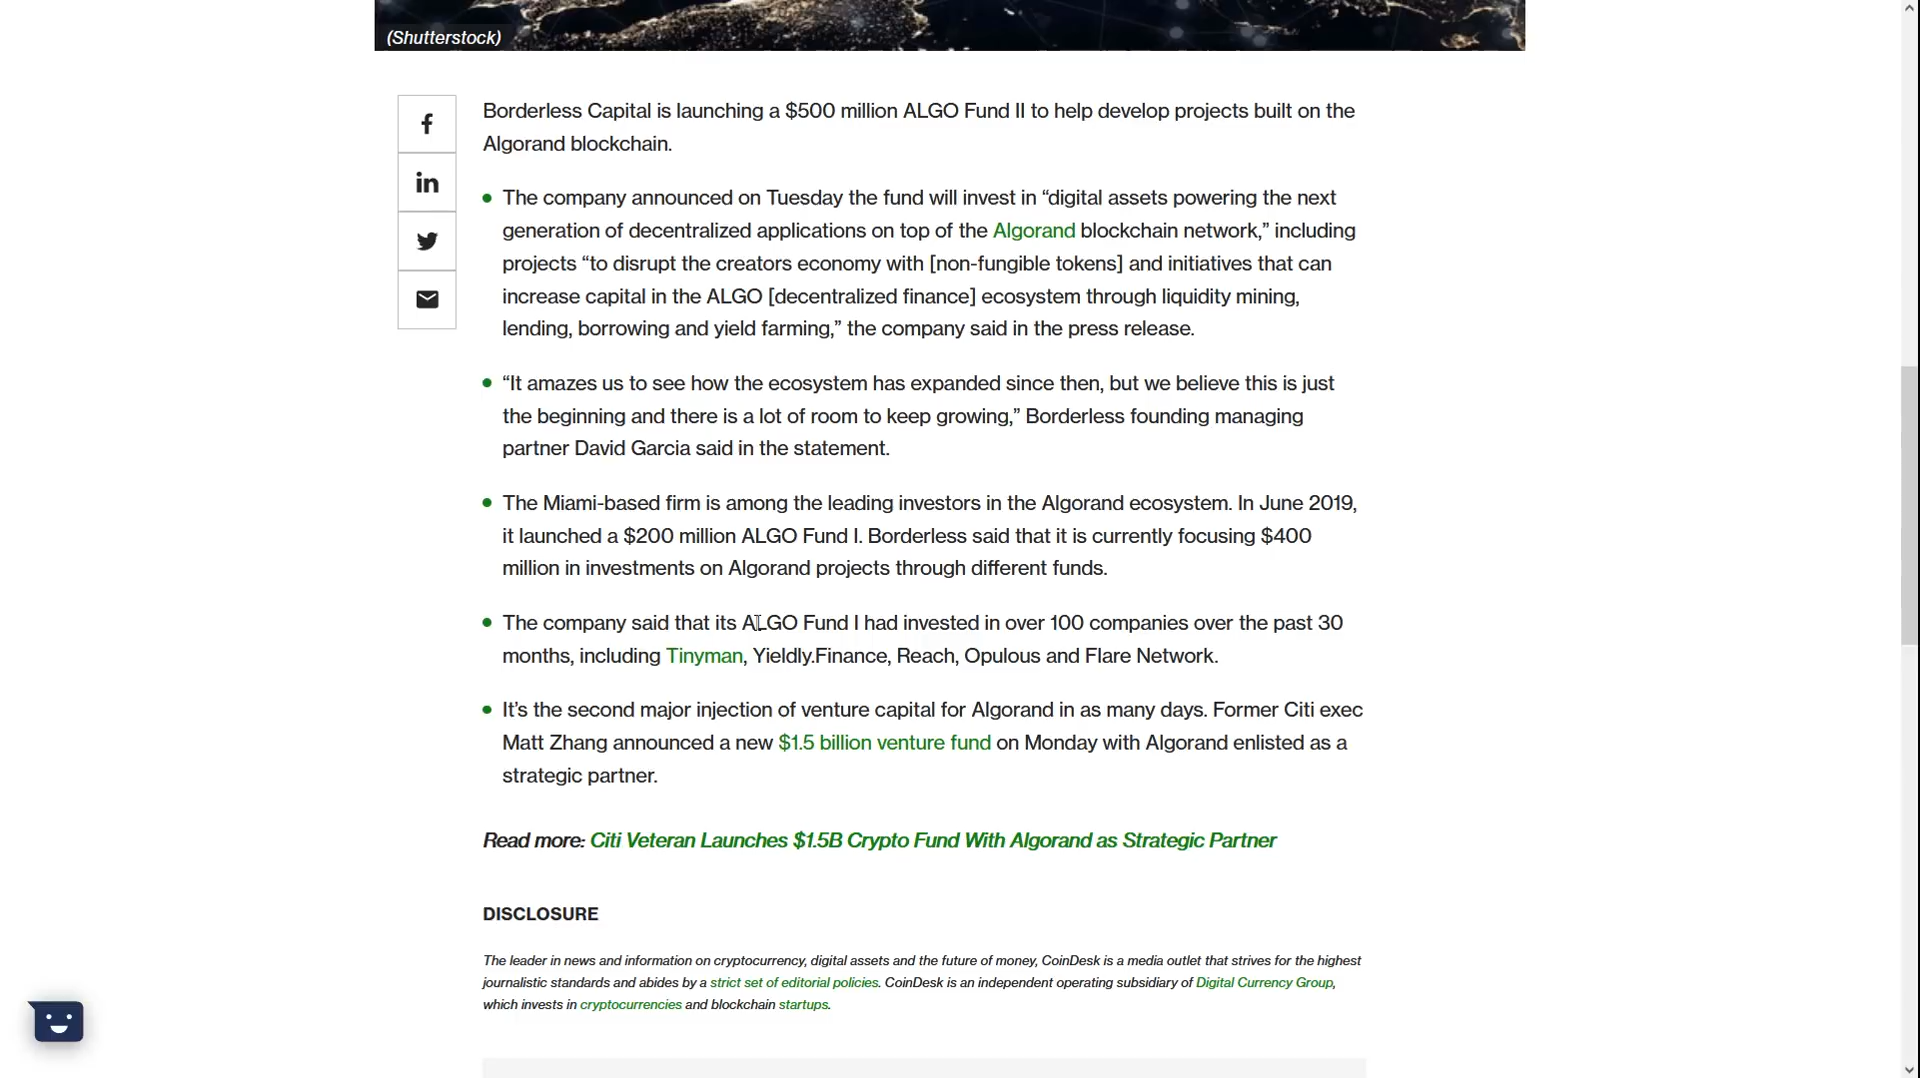 (Shutterstock)
Borderless Capital is launching a $500 million ALGO Fund II to help develop projects built on the
Algorand blockchain.
The company announced on Tuesday the fund will invest in “digital assets powering the next
generation of decentralized applications on top of the Algorand blockchain network,” including
projects “to disrupt the creators economy with [non-fungible tokens] and initiatives that can
increase capital in the ALGO [decentralized finance] ecosystem through liquidity mining,
lending, borrowing and yield farming,” the company said in the press release.
“It amazes us to see how the ecosystem has expanded since then, but we believe this is just
the beginning and there is a lot of room to keep growing,” Borderless founding managing
partner David Garcia said in the statement.
The Miami-based firm is among the leading investors in the Algorand ecosystem. In June 2019,
it launched a $200 million ALGO Fund I. Borderless said that it is currently focusing $400
million in investments on Algorand projects through different funds.
The company said that its ALGO Fund I had invested in over 100 companies over the past 30
months, including Tinyman, Yieldly.Finance, Reach, Opulous and Flare Network.
It’s the second major injection of venture capital for Algorand in as many days. Former Citi exec
Matt Zhang announced a new $1.5 billion venture fund on Monday with Algorand enlisted as a
strategic partner.
Read more: Citi Veteran Launches $1.5B Crypto Fund With Algorand as Strategic Partner
DISCLOSURE
The leader in news and information on cryptocurrency, digital assets and the future of money, CoinDesk is a media outlet that strives for the highest
journalistic standards and abides by a strict set of editorial policies. CoinDesk is an independent operating subsidiary of Digital Currency Group,
which invests in cryptocurrencies and blockchain startups.